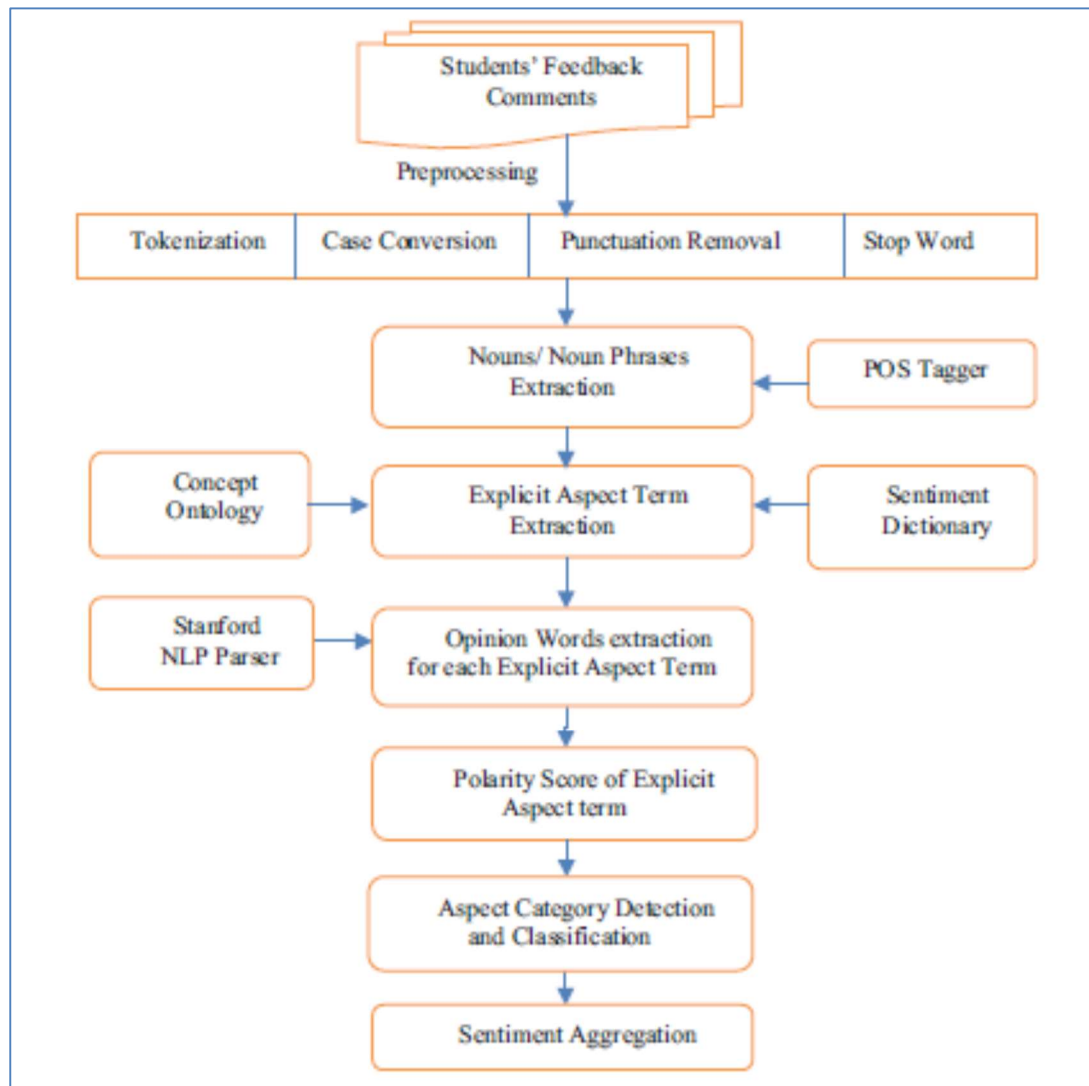 Students’ Feedback
Comments
Preprocessing
Tokenization
Case Conversion
Punctuation Removal
Stop Word
Nouns/ Noun Phrases
Extraction
POS Tagger
Concept
Ontology
Explicit Aspect Term
Extraction
Sentiment
Dictionary
Stanford
NLP Parser
Opinion Words extraction
for each Explicit Aspect Term
Polarity Score of Explicit
Aspect term
Aspect Category Detection
and Classification
Sentiment Aggregation